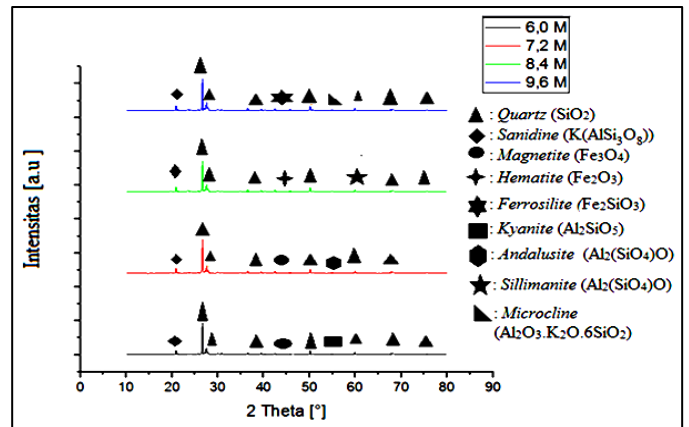 6,0 M
7,2 M
8,4 M
9,6 M
: Quartz (SiO₂)
: Sanidine (K(AlSi₃O₈))
: Magnetite (Fe₃O₄)
: Hematite (Fe₂O₃)
: Ferrosilite (Fe₂SiO₃)
: Kyanite (Al₂SiO₅)
: Andalusite (Al₂(SiO₄)O)
: Sillimanite (Al₂(SiO₄)O)
: Microcline
(Al₂O₃.K₂O.6SiO₂)
Intensitas [a.u]
0 10 20 30 40 50 60 70 80 90
2 Theta [°]